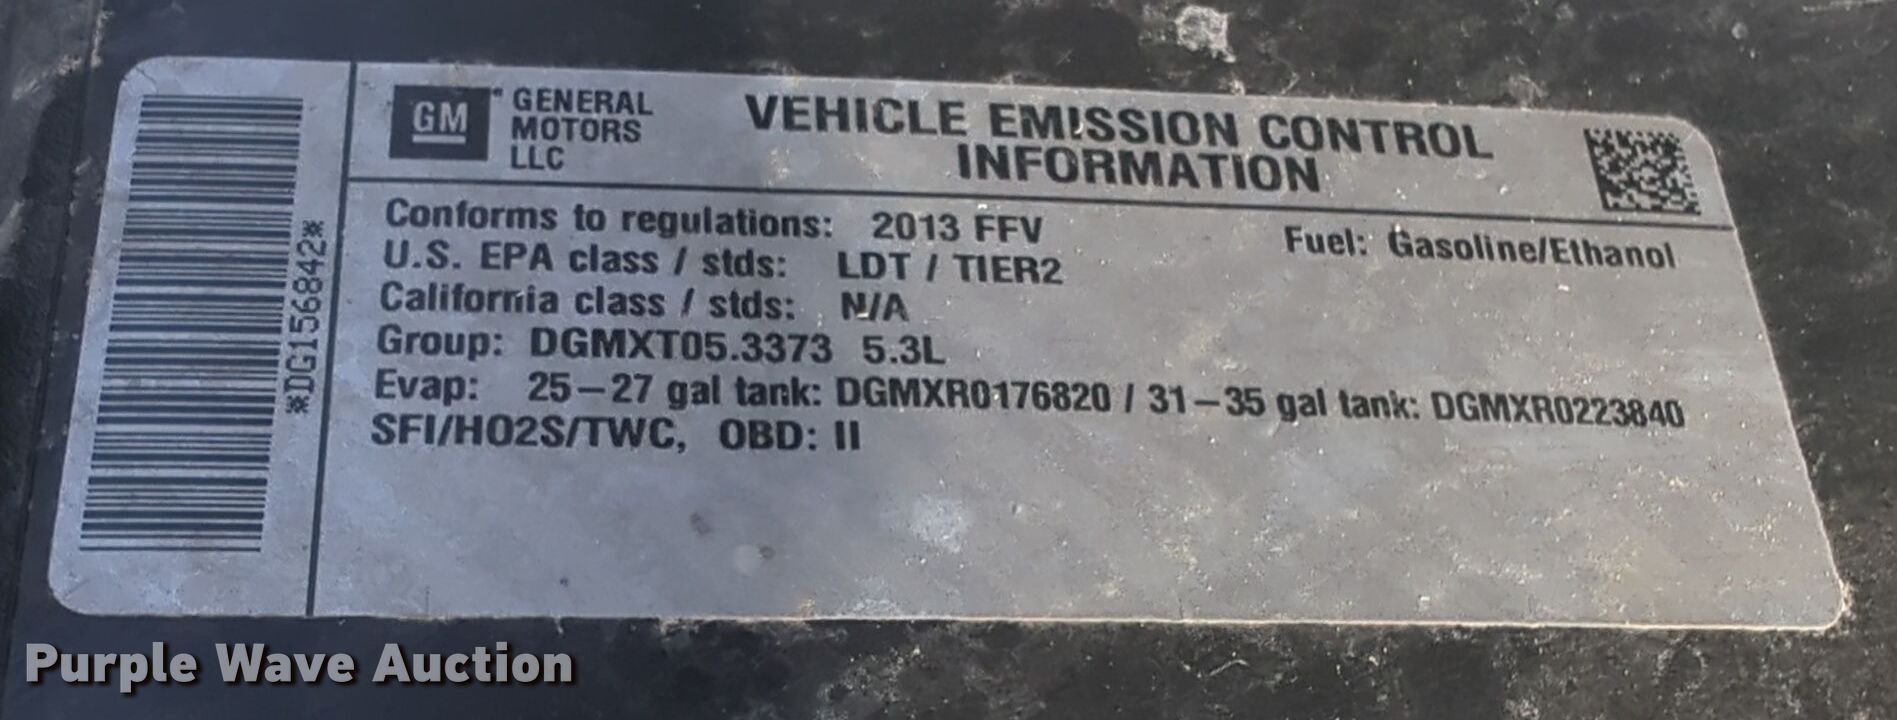 *DG156842*
GM GENERAL
MOTORS
LLC
VEHICLE EMISSION CONTROL
INFORMATION
Conforms to regulations: 2013 FFV
Fuel: Gasoline/Ethanol
U.S. EPA class / stds: LDT / TIER2
California class / stds: N/A
Group: DGMXT05.3373 5.3L
Evap: 25-27 gal tank: DGMXR0176820 / 31-35 gal tank: DGMXR0223840
SFI/HO2S/TWC, OBD: II
Purple Wave Auction